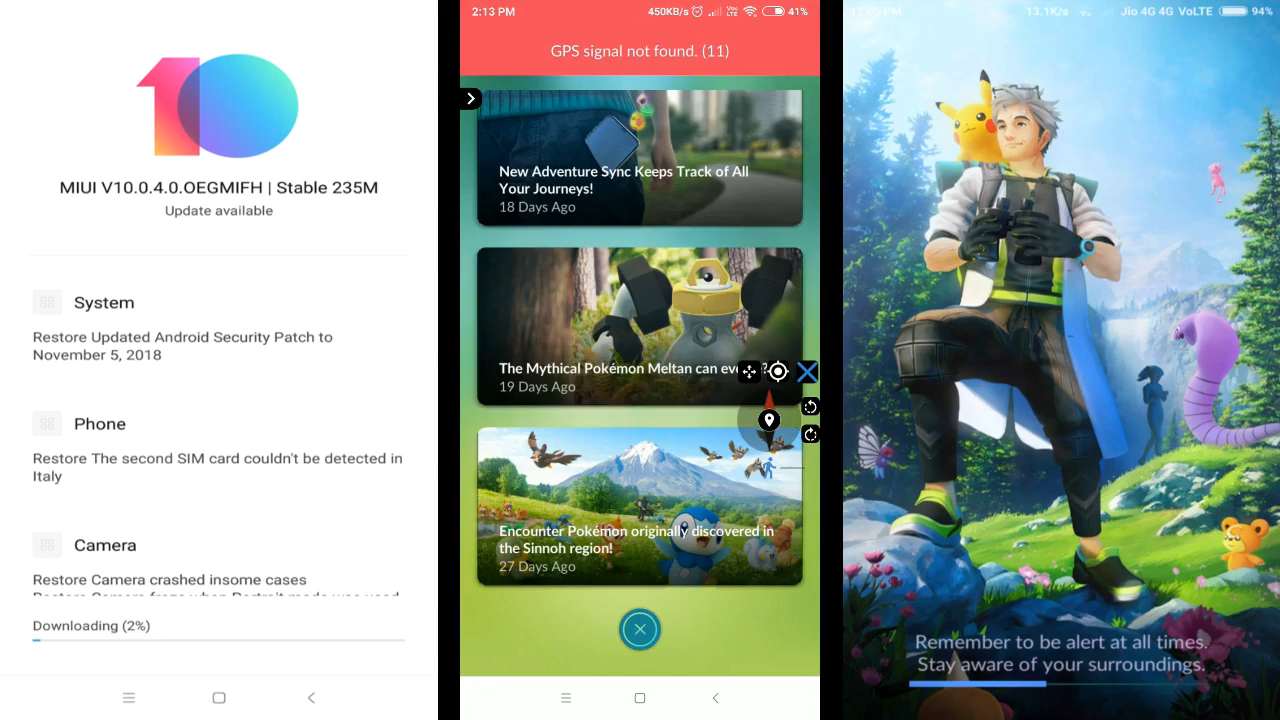 10
MIUI V10.0.4.0.OEGMIFH | Stable 235M
Update available
System
Restore Updated Android Security Patch to
November 5, 2018
Phone
Restore The second SIM card couldn't be detected in
Italy
Camera
Restore Camera crashed insome cases
Downloading (2%)
2:13 PM
450KB/s
VoLTE
41%
GPS signal not found. (11)
New Adventure Sync Keeps Track of All
Your Journeys!
18 Days Ago
The Mythical Pokémon Meltan can
19 Days Ago
Encounter Pokémon originally discovered in
the Sinnoh region!
27 Days Ago
13.1K/s
Jio 4G 4G VoLTE
94%
Remember to be alert at all times.
Stay aware of your surroundings.